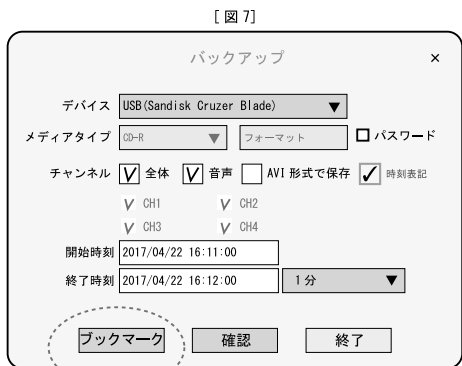 [図7]
バックアップ ×
デバイス USB(Sandisk Cruzer Blade) ▼
メディアタイプ CD-R ▼ フォーマット パスワード
チャンネル 全体 音声 AVI 形式で保存 時刻表記
CH1 CH2
CH3 CH4
開始時刻 2017/04/22 16:11:00
終了時刻 2017/04/22 16:12:00 1分 ▼
ブックマーク 確認 終了